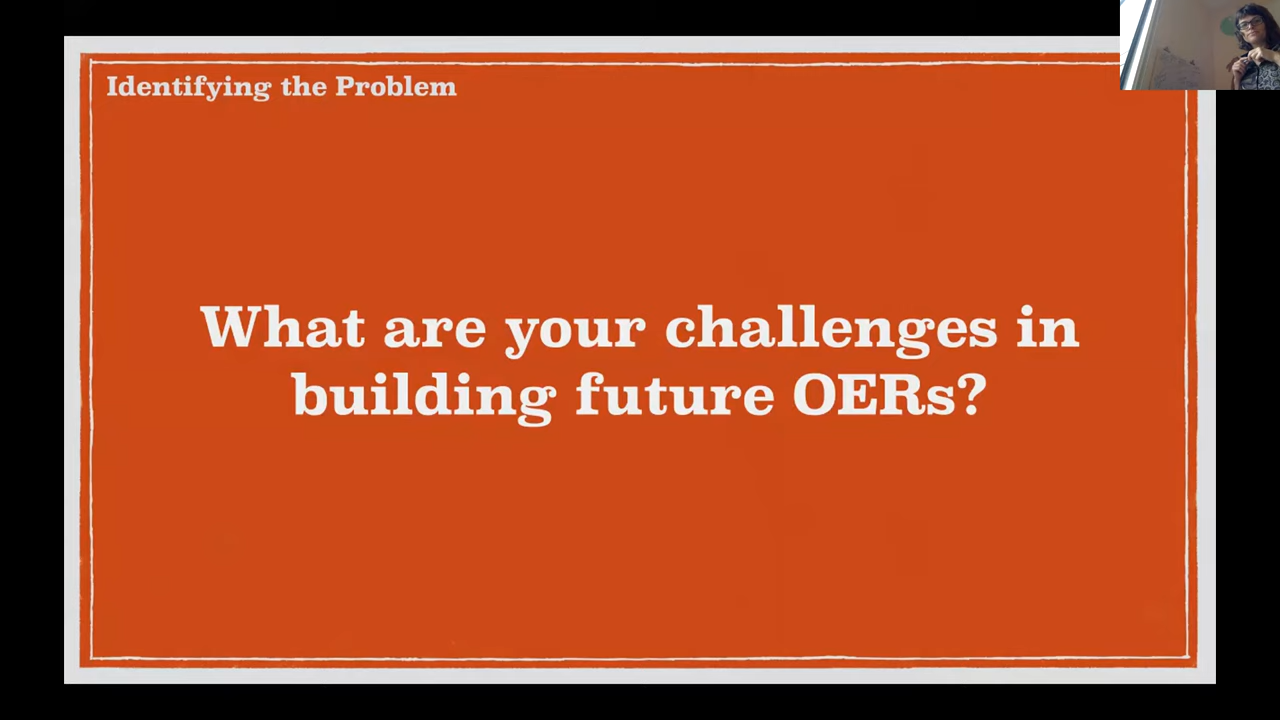 Identifying the Problem
What are your challenges in
building future OERs?